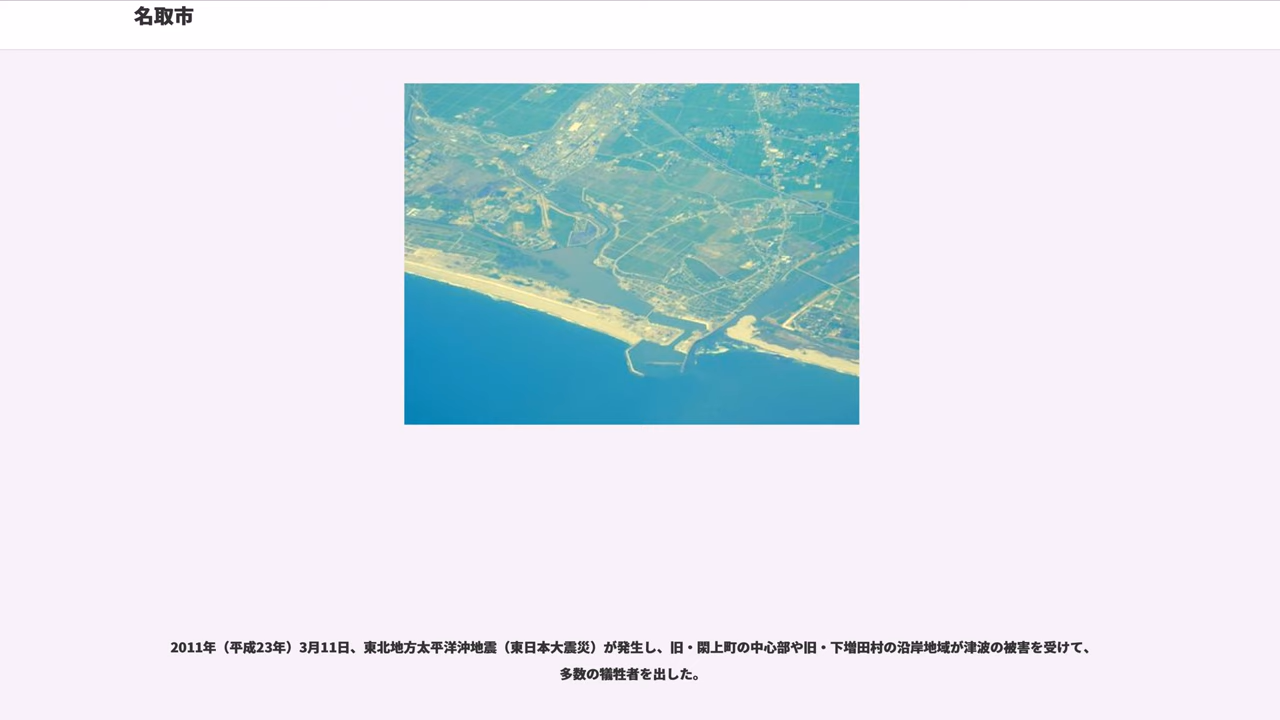 名取市
2011年（平成23年）3月11日、東北地方太平洋沖地震（東日本大震災）が発生し、旧・閖上町の中心部や旧・下増田村の沿岸地域が津波の被害を受けて、
多数の犠牲者を出した。